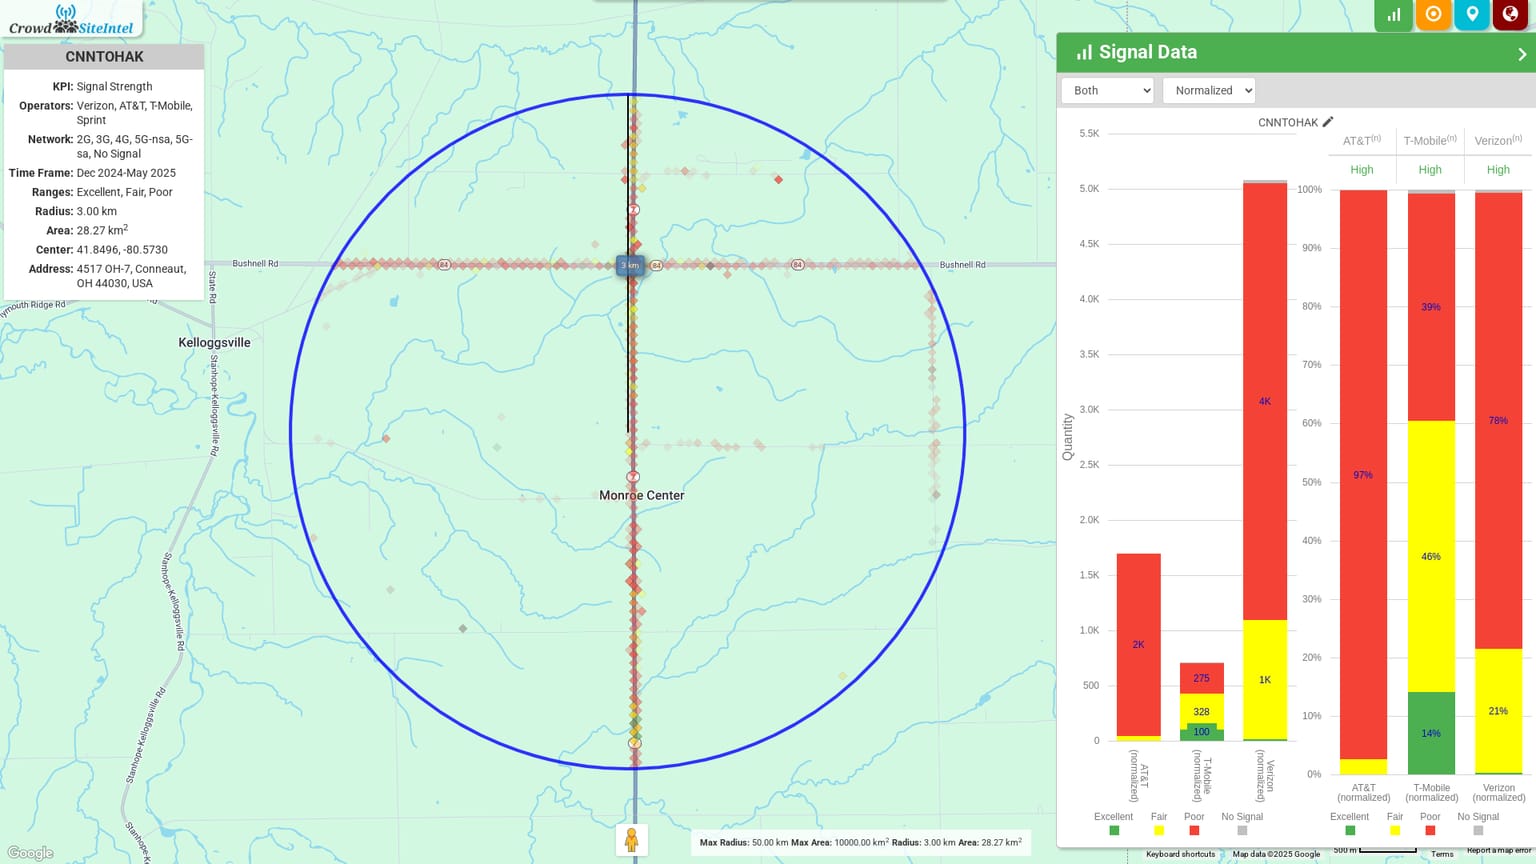 CrowdSiteIntel
CNNTOHAK
KPI: Signal Strength
Operators: Verizon, AT&T, T-Mobile,
Sprint
Network: 2G, 3G, 4G, 5G-nsa, 5G-
sa, No Signal
Time Frame: Dec 2024-May 2025
Ranges: Excellent, Fair, Poor
Radius: 3.00 km
Area: 28.27 km²
Center: 41.8496, -80.5730
Address: 4517 OH-7, Conneaut,
OH 44030, USA
Bushnell Rd
84
3 km
84
84
Bushnell Rd
7
State Rd
Plymouth Ridge Rd
Kelloggsville
Stanhope-Kelloggsville Rd
7
Monroe Center
Stanhope-Kelloggsville Rd
Stanhope-Kelloggsville Rd
Google
Max Radius: 50.00 km Max Area: 10000.00 km² Radius: 3.00 km Area: 28.27 km²
Keyboard shortcuts
Map data ©2025 Google
500 m
Terms
Report a map error
Signal Data
Both
Normalized
CNNTOHAK
Quantity
5.5K
5.0K
4.5K
4.0K
3.5K
3.0K
2.5K
2.0K
1.5K
1.0K
500
0
2K
275
328
100
4K
1K
AT&T
(normalized)
T-Mobile
(normalized)
Verizon
(normalized)
Excellent Fair Poor No Signal
AT&T(n) T-Mobile(n) Verizon(n)
High High High
100%
90%
80%
70%
60%
50%
40%
30%
20%
10%
0%
97%
39%
46%
14%
78%
21%
AT&T
(normalized)
T-Mobile
(normalized)
Verizon
(normalized)
Excellent Fair Poor No Signal